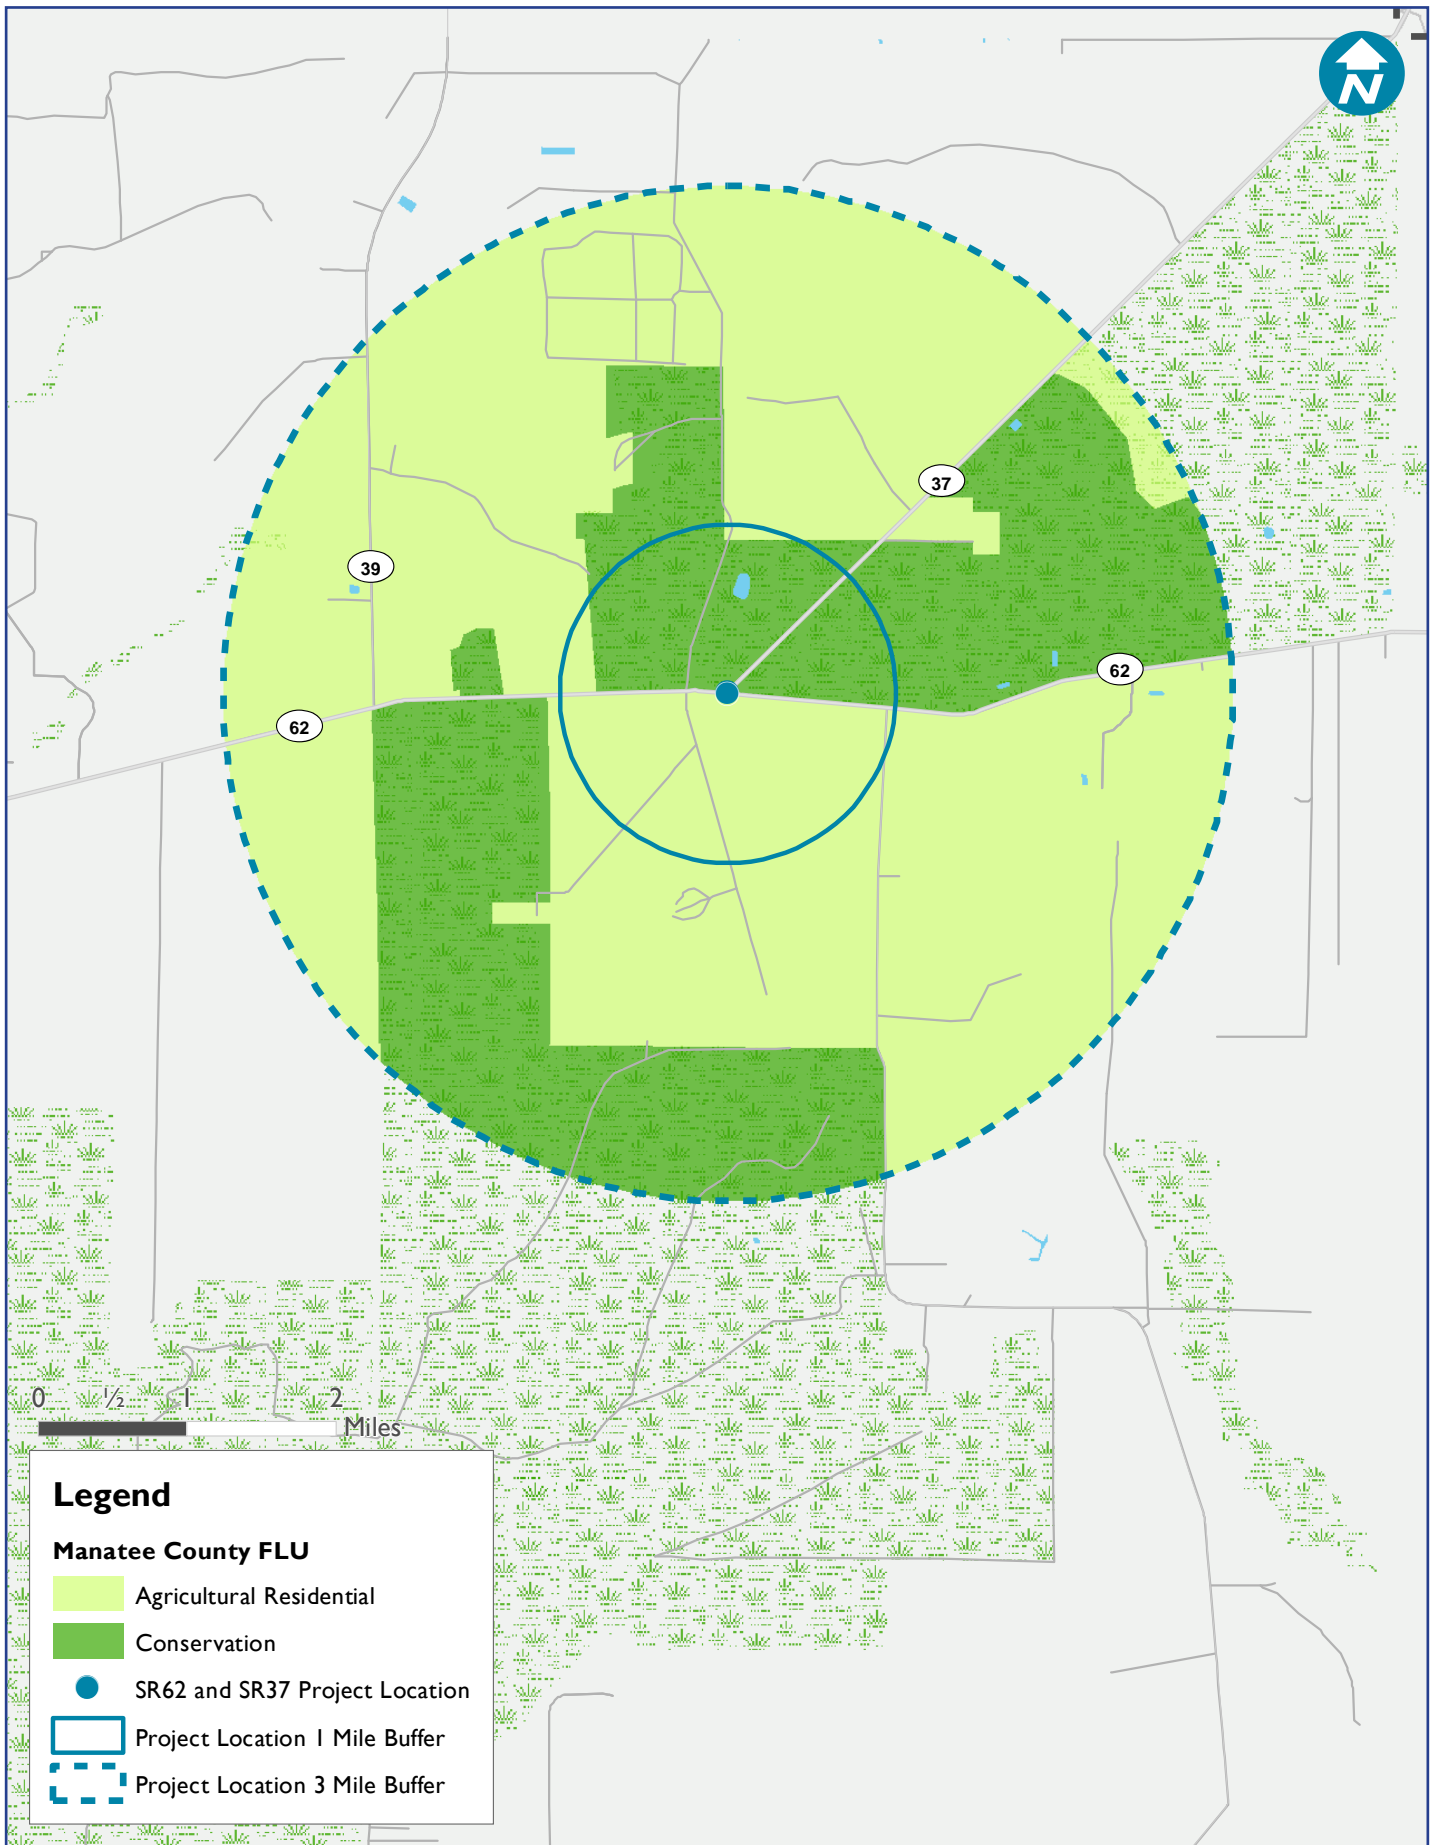 N
37
39
62
62
0 ½ 1 2
Miles
Legend
Manatee County FLU
Agricultural Residential
Conservation
SR62 and SR37 Project Location
Project Location 1 Mile Buffer
Project Location 3 Mile Buffer